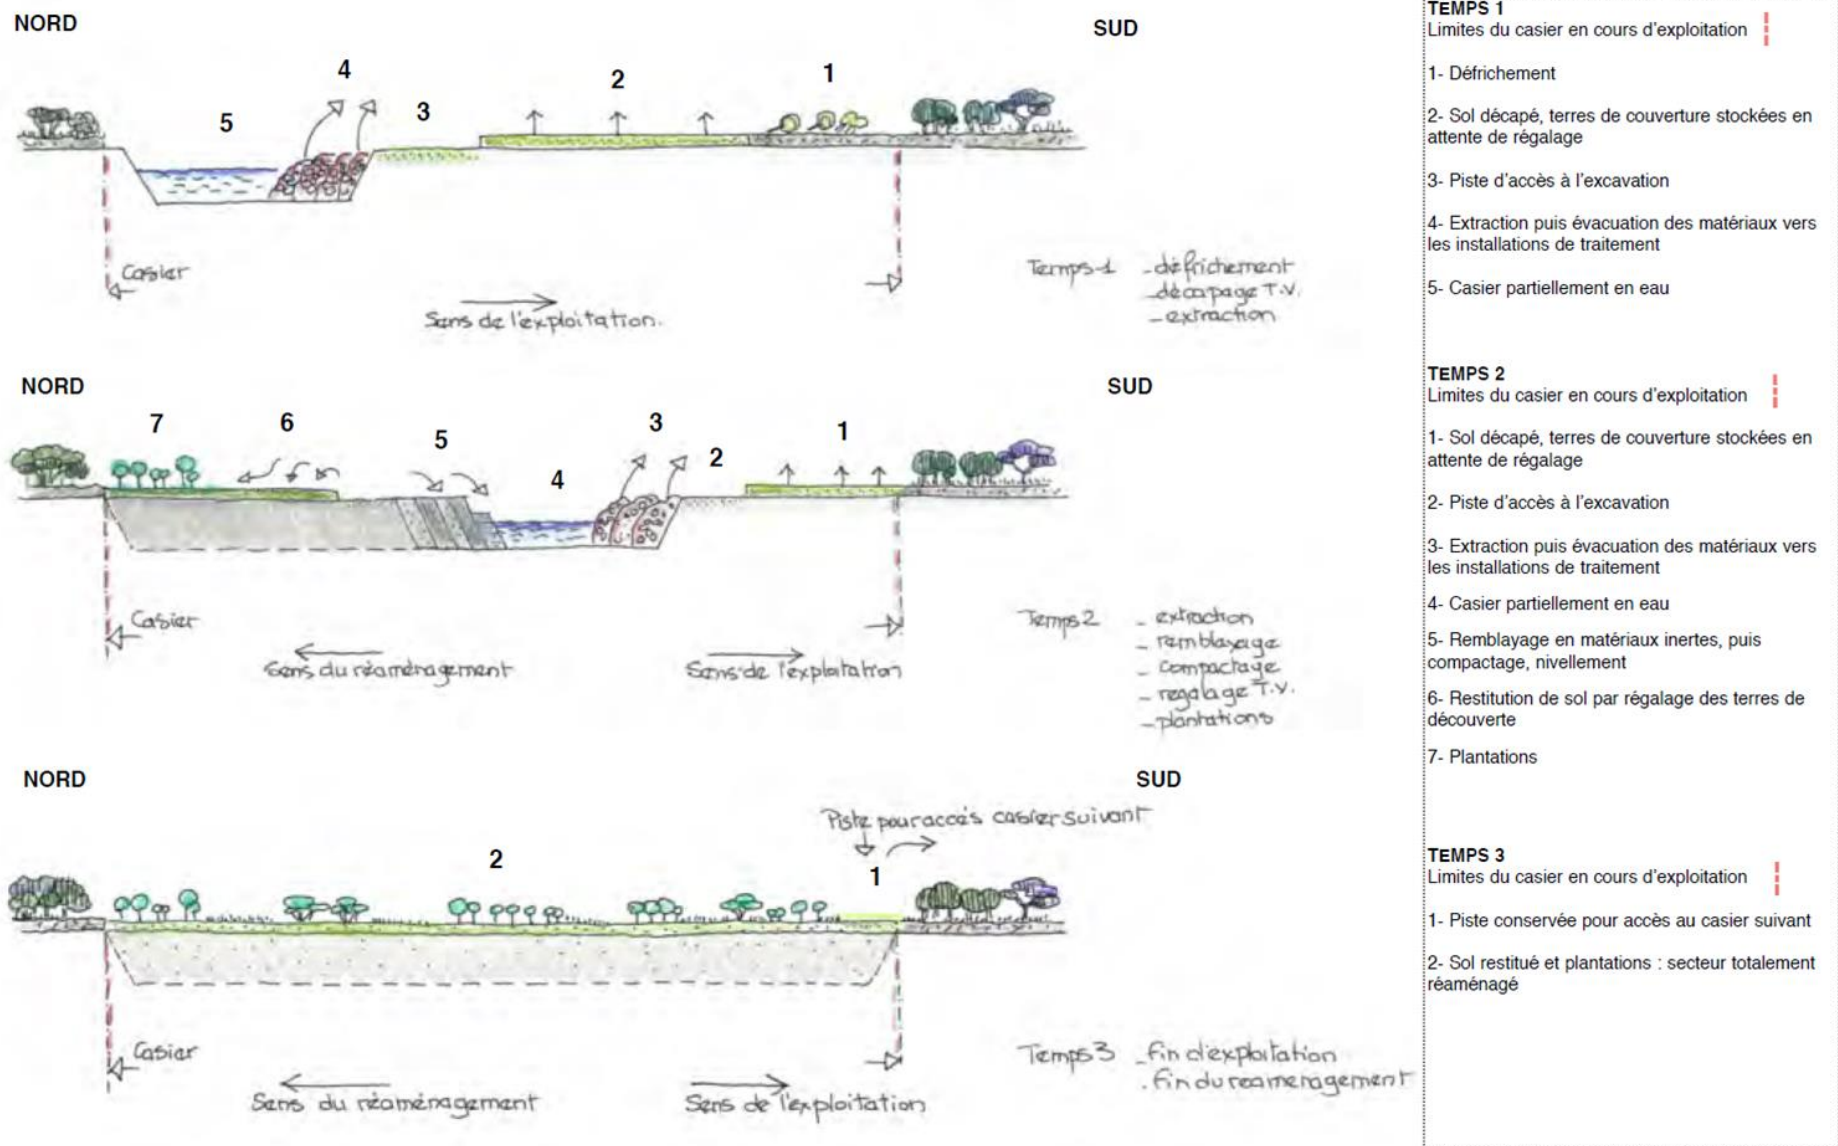 NORD
SUD
4
2
1
3
5
Casier
Sens de l'exploitation.
Temps 1 - défrichement
- décapage T.V.
- extraction
TEMPS 1
Limites du casier en cours d'exploitation
1- Défrichement
2- Sol décapé, terres de couverture stockées en
attente de régalage
3- Piste d'accès à l'excavation
4- Extraction puis évacuation des matériaux vers
les installations de traitement
5- Casier partiellement en eau
NORD
SUD
7
6
5
4
3
2
1
Casier
Sens du réaménagement
Sens de l'exploitation
Temps 2 - extraction
- remblayage
- compactage
- regalage T.V.
- plantations
TEMPS 2
Limites du casier en cours d'exploitation
1- Sol décapé, terres de couverture stockées en
attente de régalage
2- Piste d'accès à l'excavation
3- Extraction puis évacuation des matériaux vers
les installations de traitement
4- Casier partiellement en eau
5- Remblayage en matériaux inertes, puis
compactage, nivellement
6- Restitution de sol par régalage des terres de
découverte
7- Plantations
NORD
SUD
Piste pour accès casier suivant
2
1
Casier
Sens du réaménagement
Sens de l'exploitation
Temps 3 - fin d'exploitation
. fin du reamenagement
TEMPS 3
Limites du casier en cours d'exploitation
1- Piste conservée pour accès au casier suivant
2- Sol restitué et plantations : secteur totalement
réaménagé